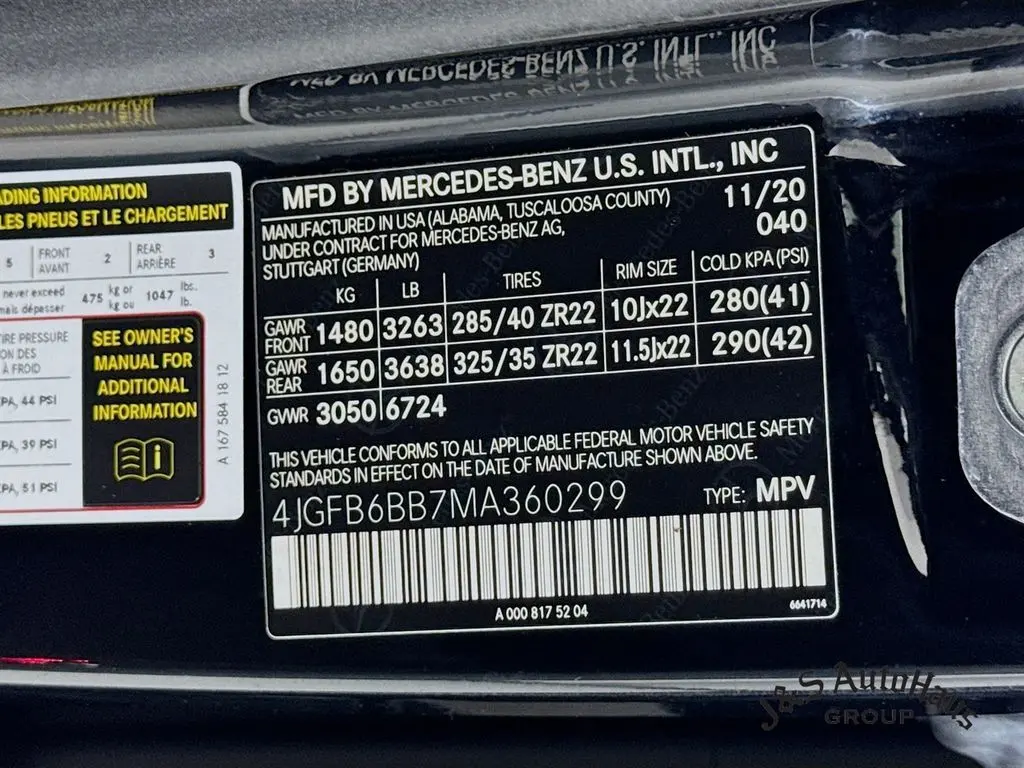 MFD BY MERCEDES-BENZ U.S. INTL., INC
ADING INFORMATION
LES PNEUS ET LE CHARGEMENT
5 FRONT AVANT 2 REAR ARRIÈRE 3
never exceed
mais dépasser
475 kg or kg ou 1047 lbs. lb.
IRE PRESSURE
ON DES
À FROID
PA, 44 PSI
PA, 39 PSI
PA, 51 PSI
SEE OWNER'S
MANUAL FOR
ADDITIONAL
INFORMATION
A 167 584 18 12
MFD BY MERCEDES-BENZ U.S. INTL., INC
MANUFACTURED IN USA (ALABAMA, TUSCALOOSA COUNTY) 11/20
UNDER CONTRACT FOR MERCEDES-BENZ AG, 040
STUTTGART (GERMANY)
KG LB TIRES RIM SIZE COLD KPA (PSI)
GAWR FRONT 1480 3263 285/40 ZR22 10Jx22 280(41)
GAWR REAR 1650 3638 325/35 ZR22 11.5Jx22 290(42)
GVWR 3050 6724
THIS VEHICLE CONFORMS TO ALL APPLICABLE FEDERAL MOTOR VEHICLE SAFETY
STANDARDS IN EFFECT ON THE DATE OF MANUFACTURE SHOWN ABOVE.
4JGFB6BB7MA360299 TYPE: MPV
A 000 817 52 04
6641714
J&S AutoHaus
GROUP